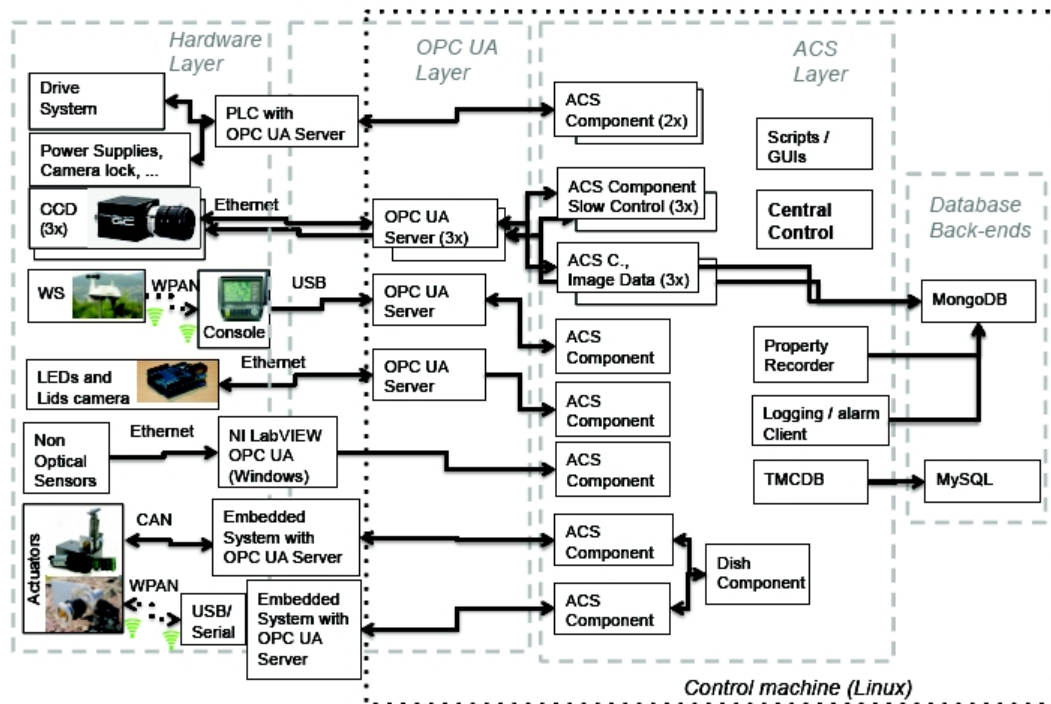 Hardware
Layer
OPC UA
Layer
ACS
Layer
Database
Back-ends
Drive
System
PLC with
OPC UA Server
Power Supplies,
Camera lock, ...
ACS
Component (2x)
Scripts /
GUIs
CCD
(3x)
Ethernet
OPC UA
Server (3x)
ACS Component
Slow Control (3x)
Central
Control
ACS C.,
Image Data (3x)
MongoDB
WS
WPAN
Console
USB
OPC UA
Server
ACS
Component
Property
Recorder
LEDs and
Lids camera
Ethernet
OPC UA
Server
ACS
Component
Logging / alarm
Client
Non
Optical
Sensors
Ethernet
NI LabVIEW
OPC UA
(Windows)
ACS
Component
TMCDB
MySQL
Actuators
CAN
Embedded
System with
OPC UA Server
ACS
Component
Dish
Component
WPAN
USB/
Serial
Embedded
System with
OPC UA
Server
ACS
Component
Control machine (Linux)